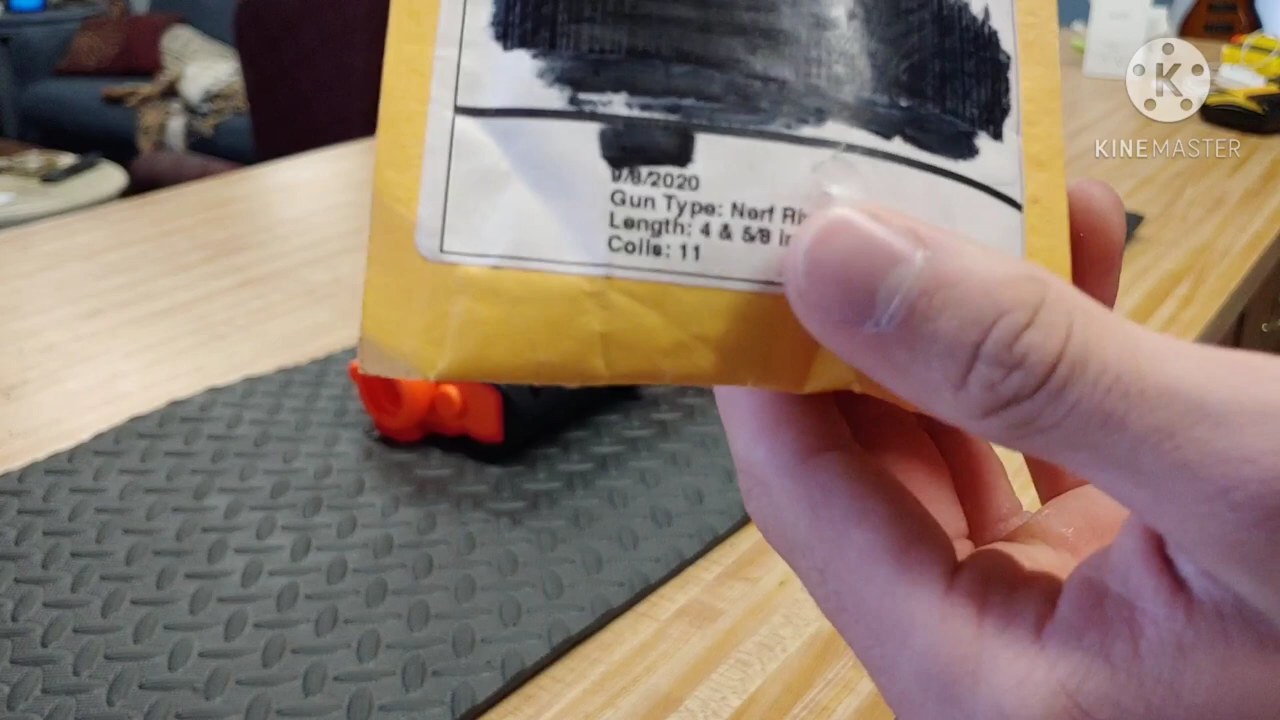 K
KINEMASTER
9/8/2020
Gun Type: Nerf
Length: 4 & 5/8
Coils: 11